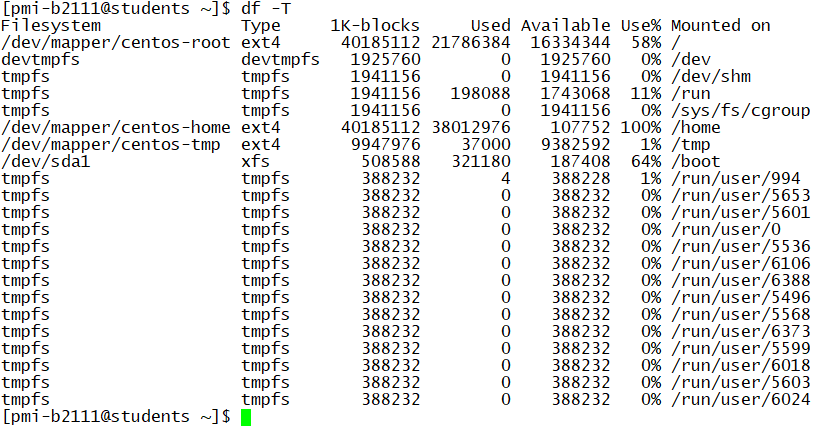 [pmi-b2111@students ~]$ df -T
Filesystem              Type     1K-blocks     Used Available Use% Mounted on
/dev/mapper/centos-root ext4      40185112 21786384  16334344  58% /
devtmpfs                devtmpfs   1925760        0   1925760   0% /dev
tmpfs                   tmpfs      1941156        0   1941156   0% /dev/shm
tmpfs                   tmpfs      1941156   198088   1743068  11% /run
tmpfs                   tmpfs      1941156        0   1941156   0% /sys/fs/cgroup
/dev/mapper/centos-home ext4      40185112 38012976    107752 100% /home
/dev/mapper/centos-tmp  ext4       9947976    37000   9382592   1% /tmp
/dev/sda1               xfs         508588   321180    187408  64% /boot
tmpfs                   tmpfs       388232        4    388228   1% /run/user/994
tmpfs                   tmpfs       388232        0    388232   0% /run/user/5653
tmpfs                   tmpfs       388232        0    388232   0% /run/user/5601
tmpfs                   tmpfs       388232        0    388232   0% /run/user/0
tmpfs                   tmpfs       388232        0    388232   0% /run/user/5536
tmpfs                   tmpfs       388232        0    388232   0% /run/user/6106
tmpfs                   tmpfs       388232        0    388232   0% /run/user/6388
tmpfs                   tmpfs       388232        0    388232   0% /run/user/5496
tmpfs                   tmpfs       388232        0    388232   0% /run/user/5568
tmpfs                   tmpfs       388232        0    388232   0% /run/user/6373
tmpfs                   tmpfs       388232        0    388232   0% /run/user/5599
tmpfs                   tmpfs       388232        0    388232   0% /run/user/6018
tmpfs                   tmpfs       388232        0    388232   0% /run/user/5603
tmpfs                   tmpfs       388232        0    388232   0% /run/user/6024
[pmi-b2111@students ~]$